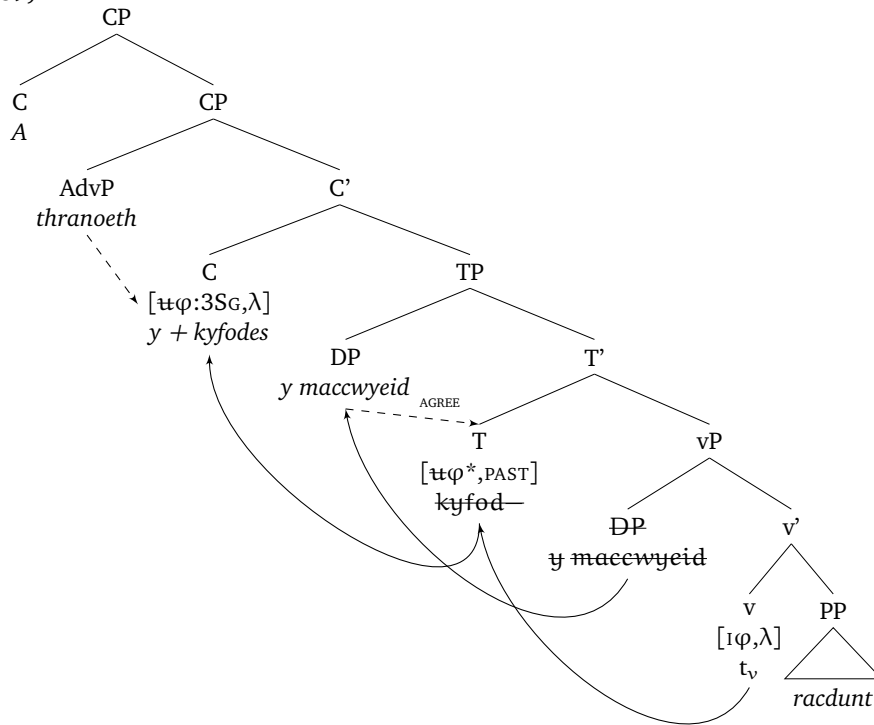 CP
C CP
A
AdvP C'
thranoeth
C TP
[uφ:3SG,λ]
y + kyfodes
DP T'
y maccwyeid
AGREE
T vP
[uφ*,PAST]
kyfod–
DP v'
y maccwyeid
v PP
[ɪφ,λ]
tv
racdunt